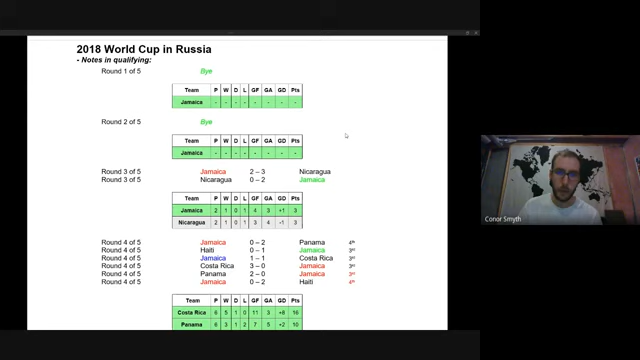 2018 World Cup in Russia
- Notes in qualifying:
Round 1 of 5 Bye
Team P W D L GF GA GD Pts
Jamaica - - - - - - - -
Round 2 of 5 Bye
Team P W D L GF GA GD Pts
Jamaica - - - - - - - -
Round 3 of 5 Jamaica 2 – 3 Nicaragua
Round 3 of 5 Nicaragua 0 – 2 Jamaica
Team P W D L GF GA GD Pts
Jamaica 2 1 0 1 4 3 +1 3
Nicaragua 2 1 0 1 3 4 -1 3
Round 4 of 5 Jamaica 0 – 2 Panama 4th
Round 4 of 5 Haiti 0 – 1 Jamaica 3rd
Round 4 of 5 Jamaica 1 – 1 Costa Rica 3rd
Round 4 of 5 Costa Rica 3 – 0 Jamaica 3rd
Round 4 of 5 Panama 2 – 0 Jamaica 3rd
Round 4 of 5 Jamaica 0 – 2 Haiti 4th
Team P W D L GF GA GD Pts
Costa Rica 6 5 1 0 11 3 +8 16
Panama 6 3 1 2 7 5 +2 10
Conor Smyth